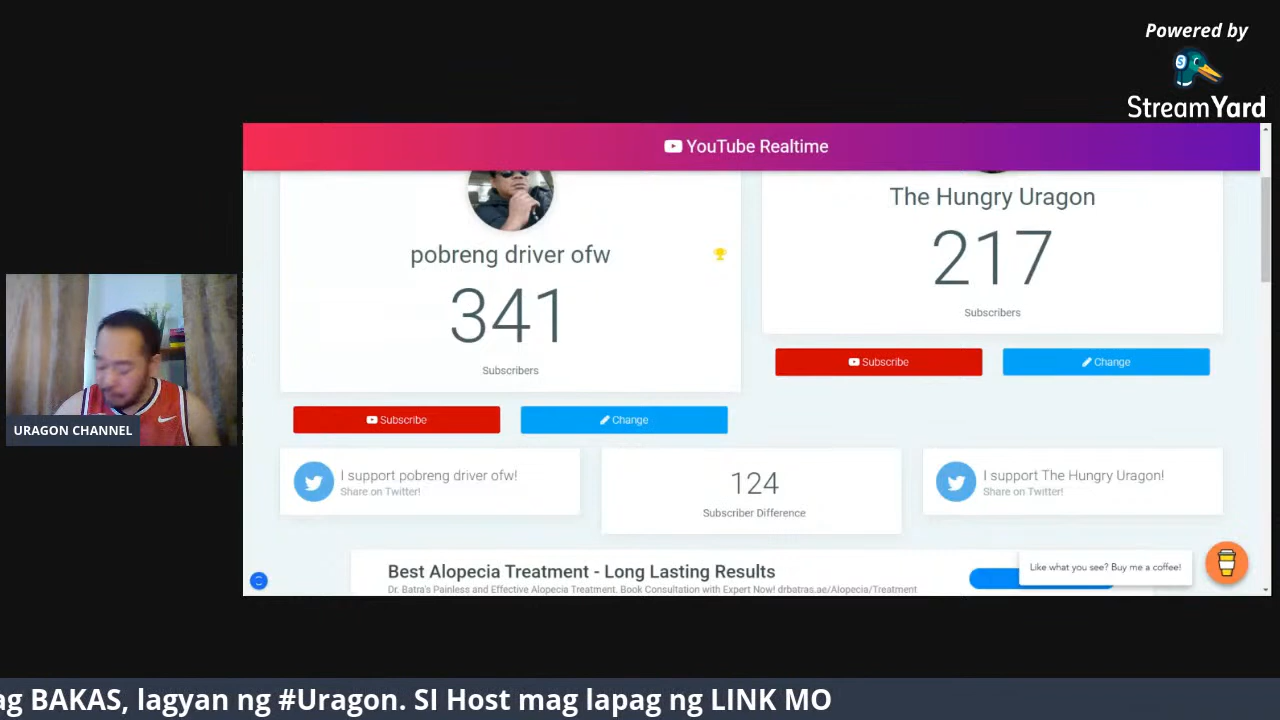 Powered by
StreamYard
YouTube Realtime
pobreng driver ofw
341
Subscribers
Subscribe
Change
The Hungry Uragon
217
Subscribers
Subscribe
Change
URAGON CHANNEL
I support pobreng driver ofw!
Share on Twitter!
124
Subscriber Difference
I support The Hungry Uragon!
Share on Twitter!
Best Alopecia Treatment - Long Lasting Results
Dr. Batra's Painless and Effective Alopecia Treatment. Book Consultation with Expert Now! drbatras.ae/Alopecia/Treatment
Like what you see? Buy me a coffee!
ag BAKAS, lagyan ng #Uragon. SI Host mag lapag ng LINK MO